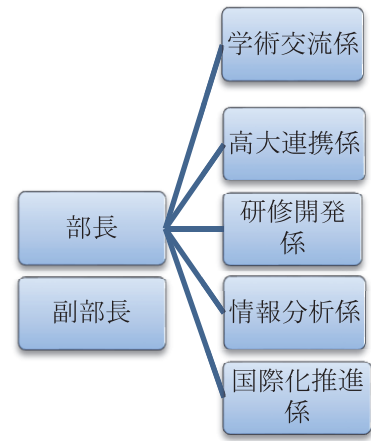 学術交流係
高大連携係
部長
研修開発
係
副部長
情報分析係
国際化推進
係